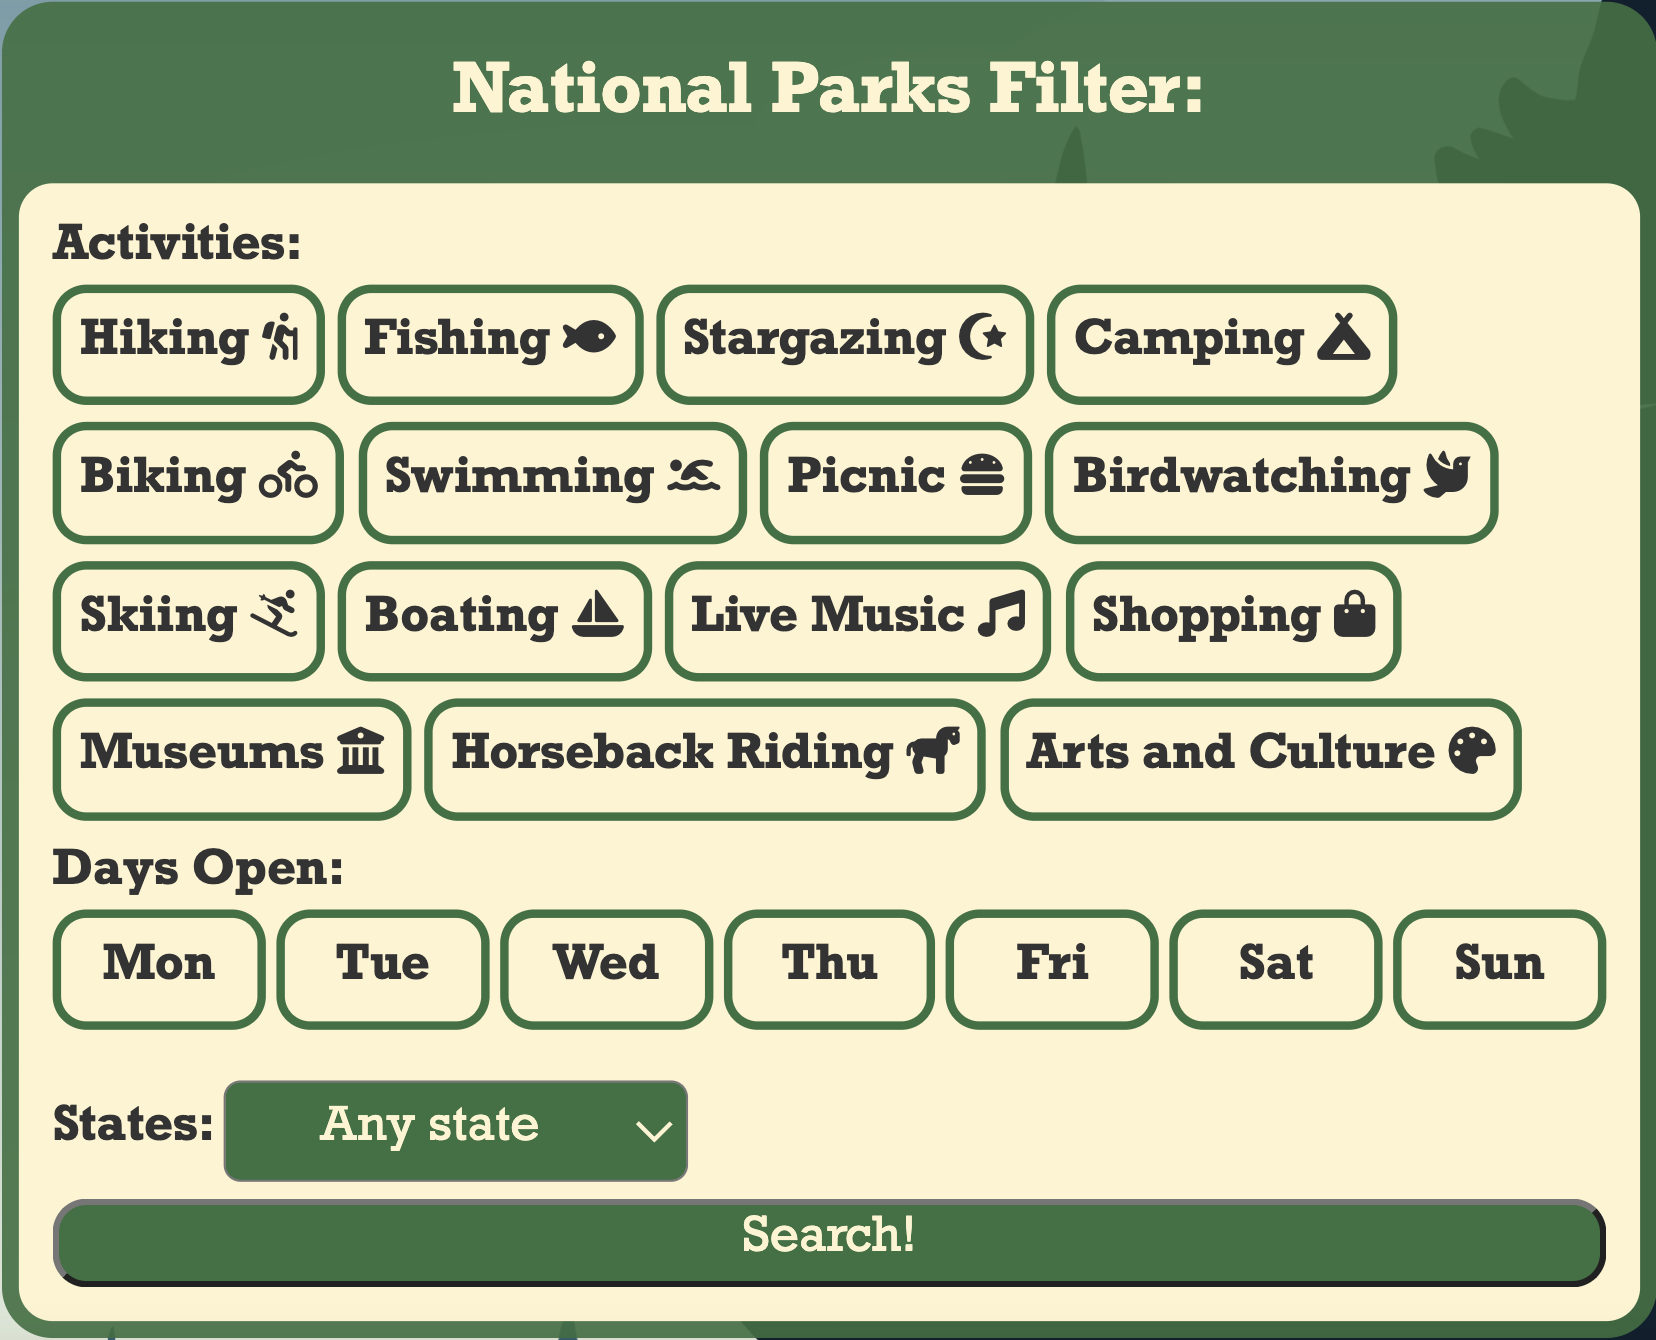 National Parks Filter:
Activities:
Hiking
Fishing
Stargazing
Camping
Biking
Swimming
Picnic
Birdwatching
Skiing
Boating
Live Music
Shopping
Museums
Horseback Riding
Arts and Culture
Days Open:
Mon
Tue
Wed
Thu
Fri
Sat
Sun
States:
Any state
Search!